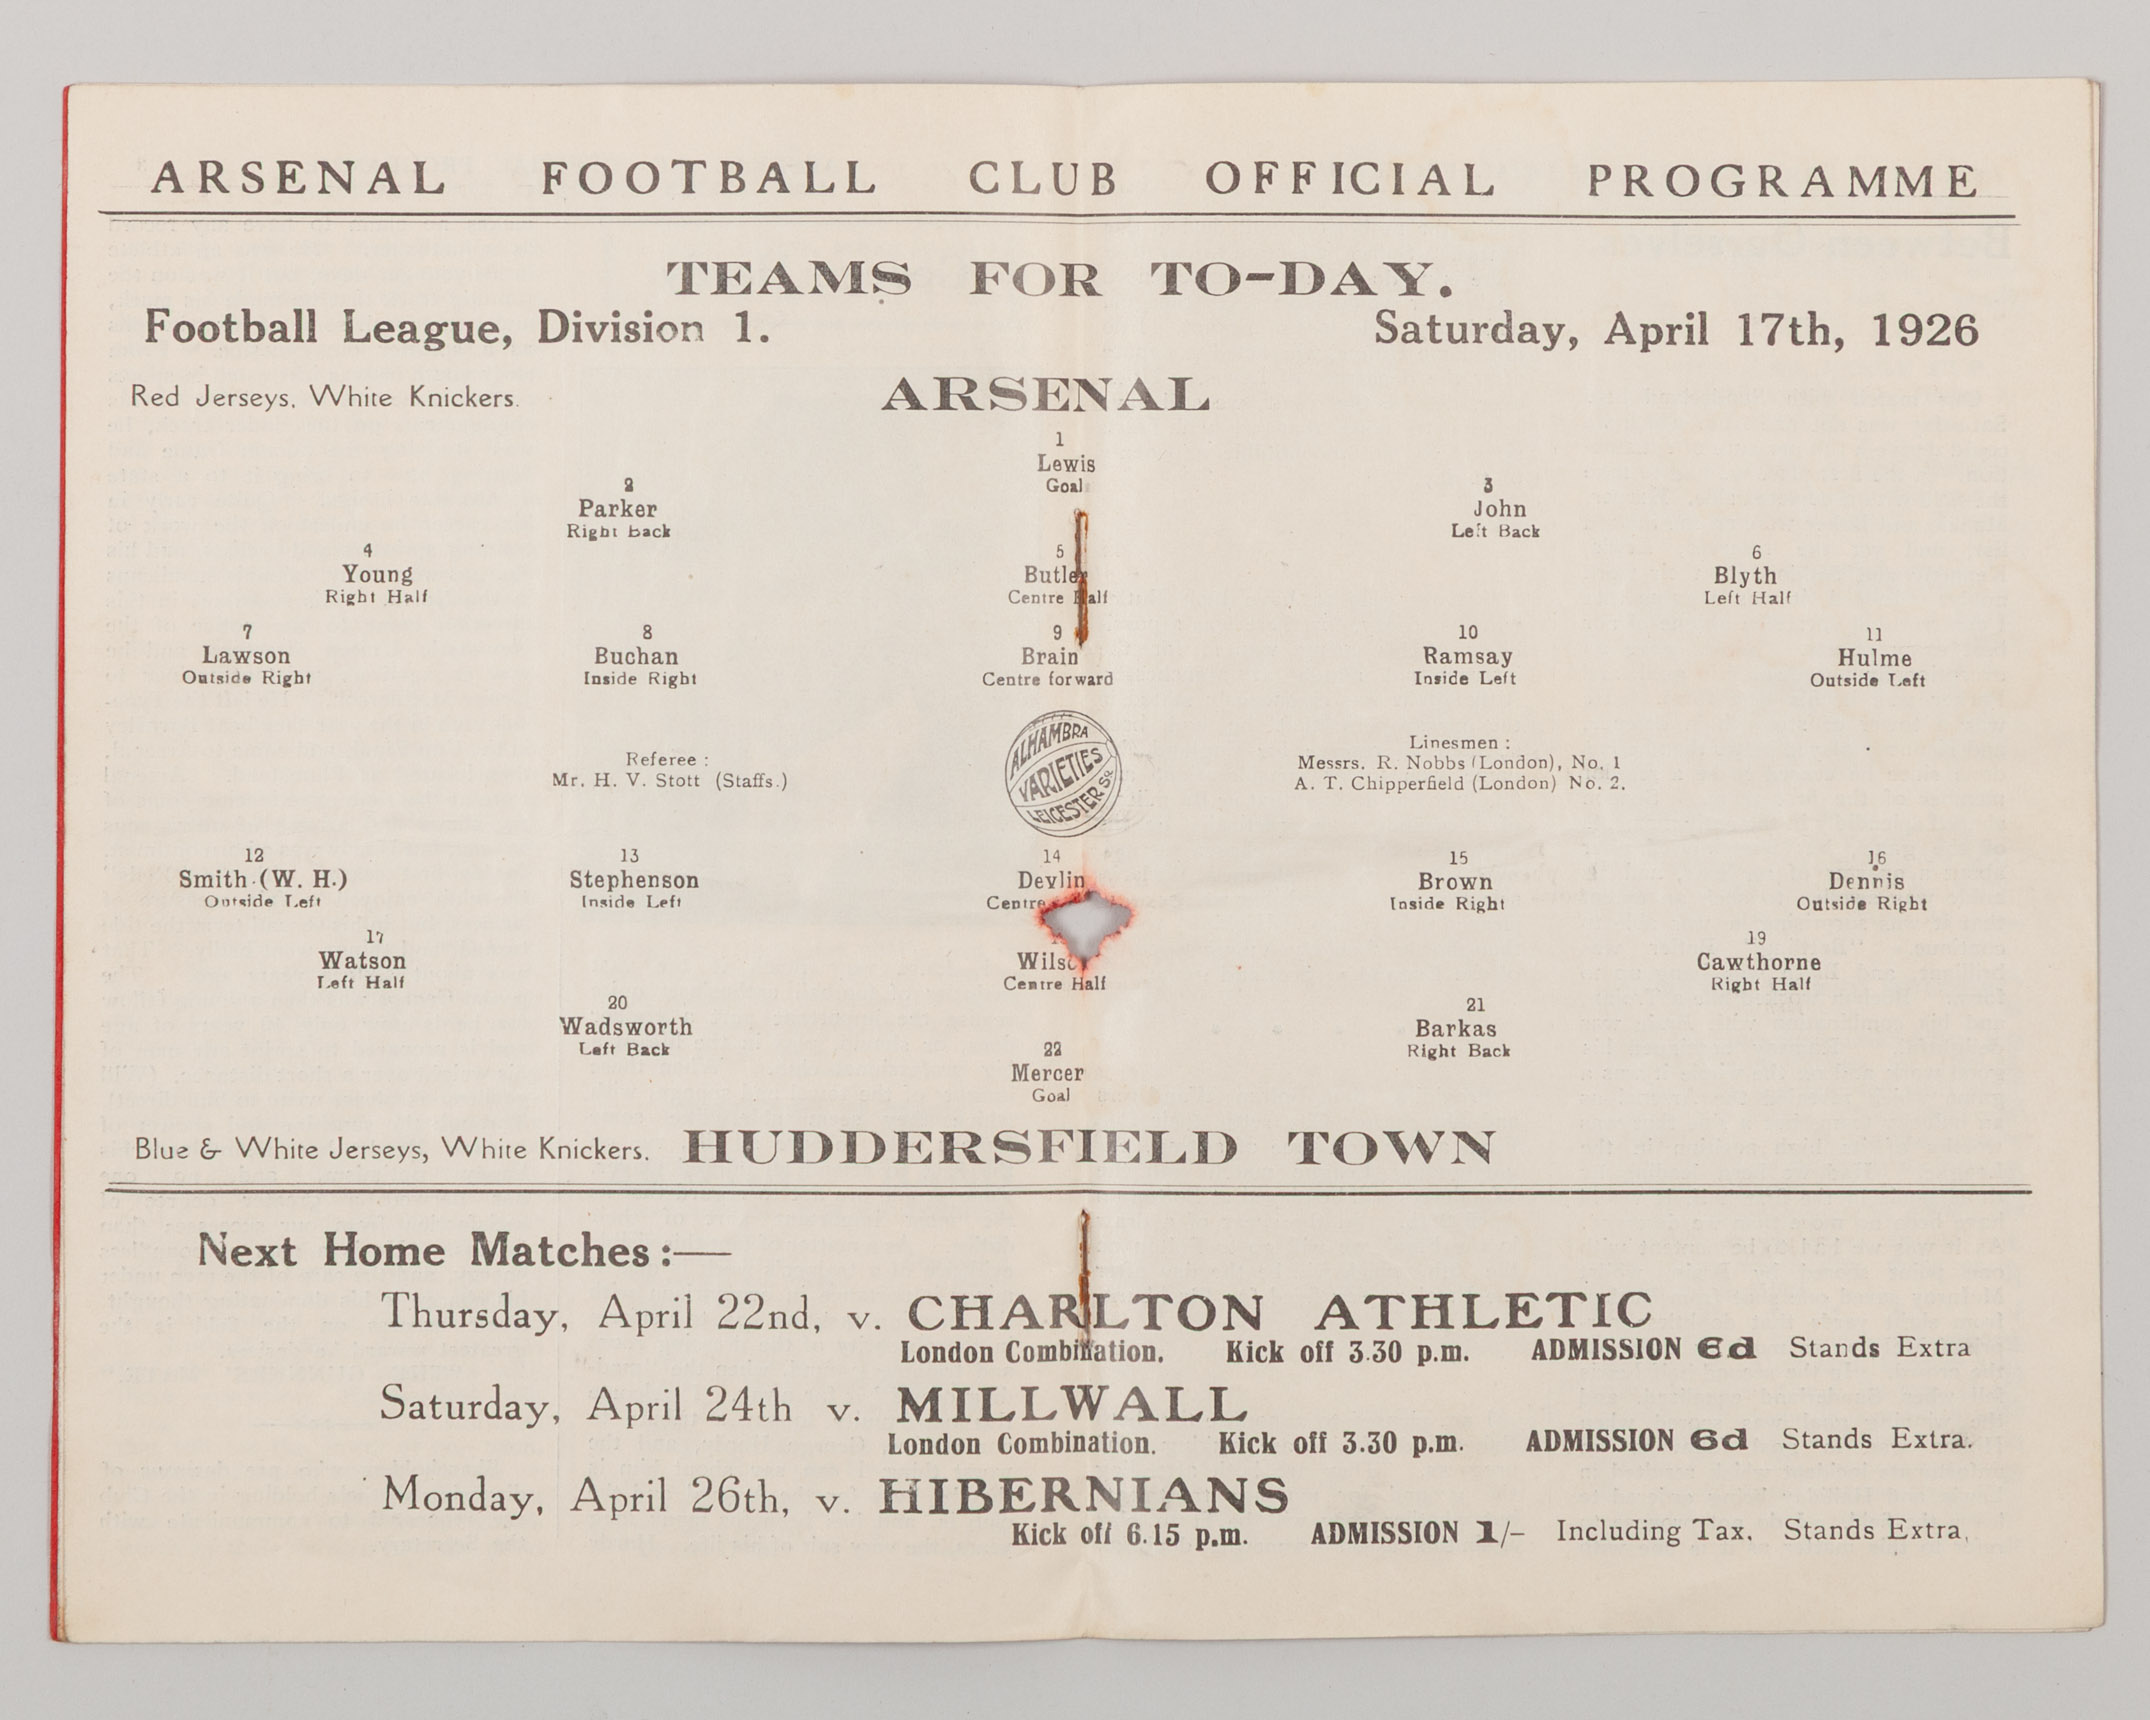 ARSENAL FOOTBALL CLUB OFFICIAL PROGRAMME
TEAMS FOR TO-DAY.
Football League, Division 1. Saturday, April 17th, 1926
Red Jerseys, White Knickers. ARSENAL
1
Lewis
Goal
2 3
Parker John
Right Back Left Back
4 5 6
Young Butler Blyth
Right Half Centre Half Left Half
7 8 9 10 11
Lawson Buchan Brain Ramsay Hulme
Outside Right Inside Right Centre forward Inside Left Outside Left
ALHAMBRA
VARIETIES
LEICESTER SQ
Referee :
Mr. H. V. Stott (Staffs.)
Linesmen :
Messrs. R. Nobbs (London), No. 1
A. T. Chipperfield (London) No. 2.
12 13 14 15 16
Smith (W. H.) Stephenson Devlin Brown Dennis
Outside Left Inside Left Centre Inside Right Outside Right
17 19
Watson Cawthorne
Left Half Centre Half Right Half
20 21
Wadsworth Barkas
Left Back Right Back
22
Mercer
Goal
Blue & White Jerseys, White Knickers. HUDDERSFIELD TOWN
Next Home Matches :—
Thursday, April 22nd, v. CHARLTON ATHLETIC
London Combination. Kick off 3.30 p.m. ADMISSION 6d Stands Extra
Saturday, April 24th v. MILLWALL
London Combination. Kick off 3.30 p.m. ADMISSION 6d Stands Extra.
Monday, April 26th, v. HIBERNIANS
Kick off 6.15 p.m. ADMISSION 1/- Including Tax. Stands Extra,